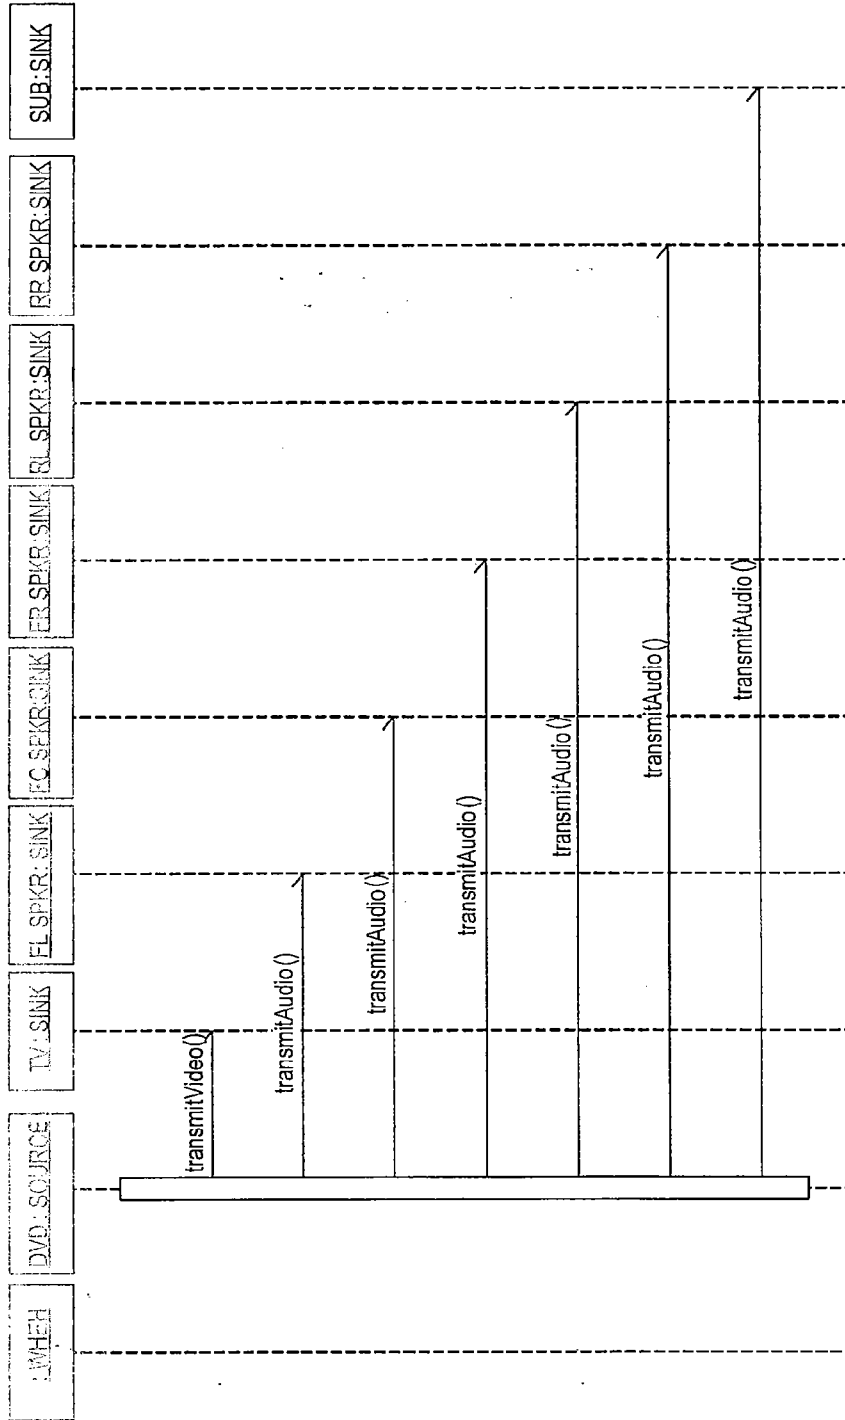 :WHEH
DVD: SOURCE
TV: SINK
FL SPKR: SINK
FC SPKR:SINK
FR SPKR:SINK
RL SPKR:SINK
RR SPKR:SINK
SUB:SINK
transmitVideo()
transmitAudio()
transmitAudio()
transmitAudio()
transmitAudio()
transmitAudio()
transmitAudio()